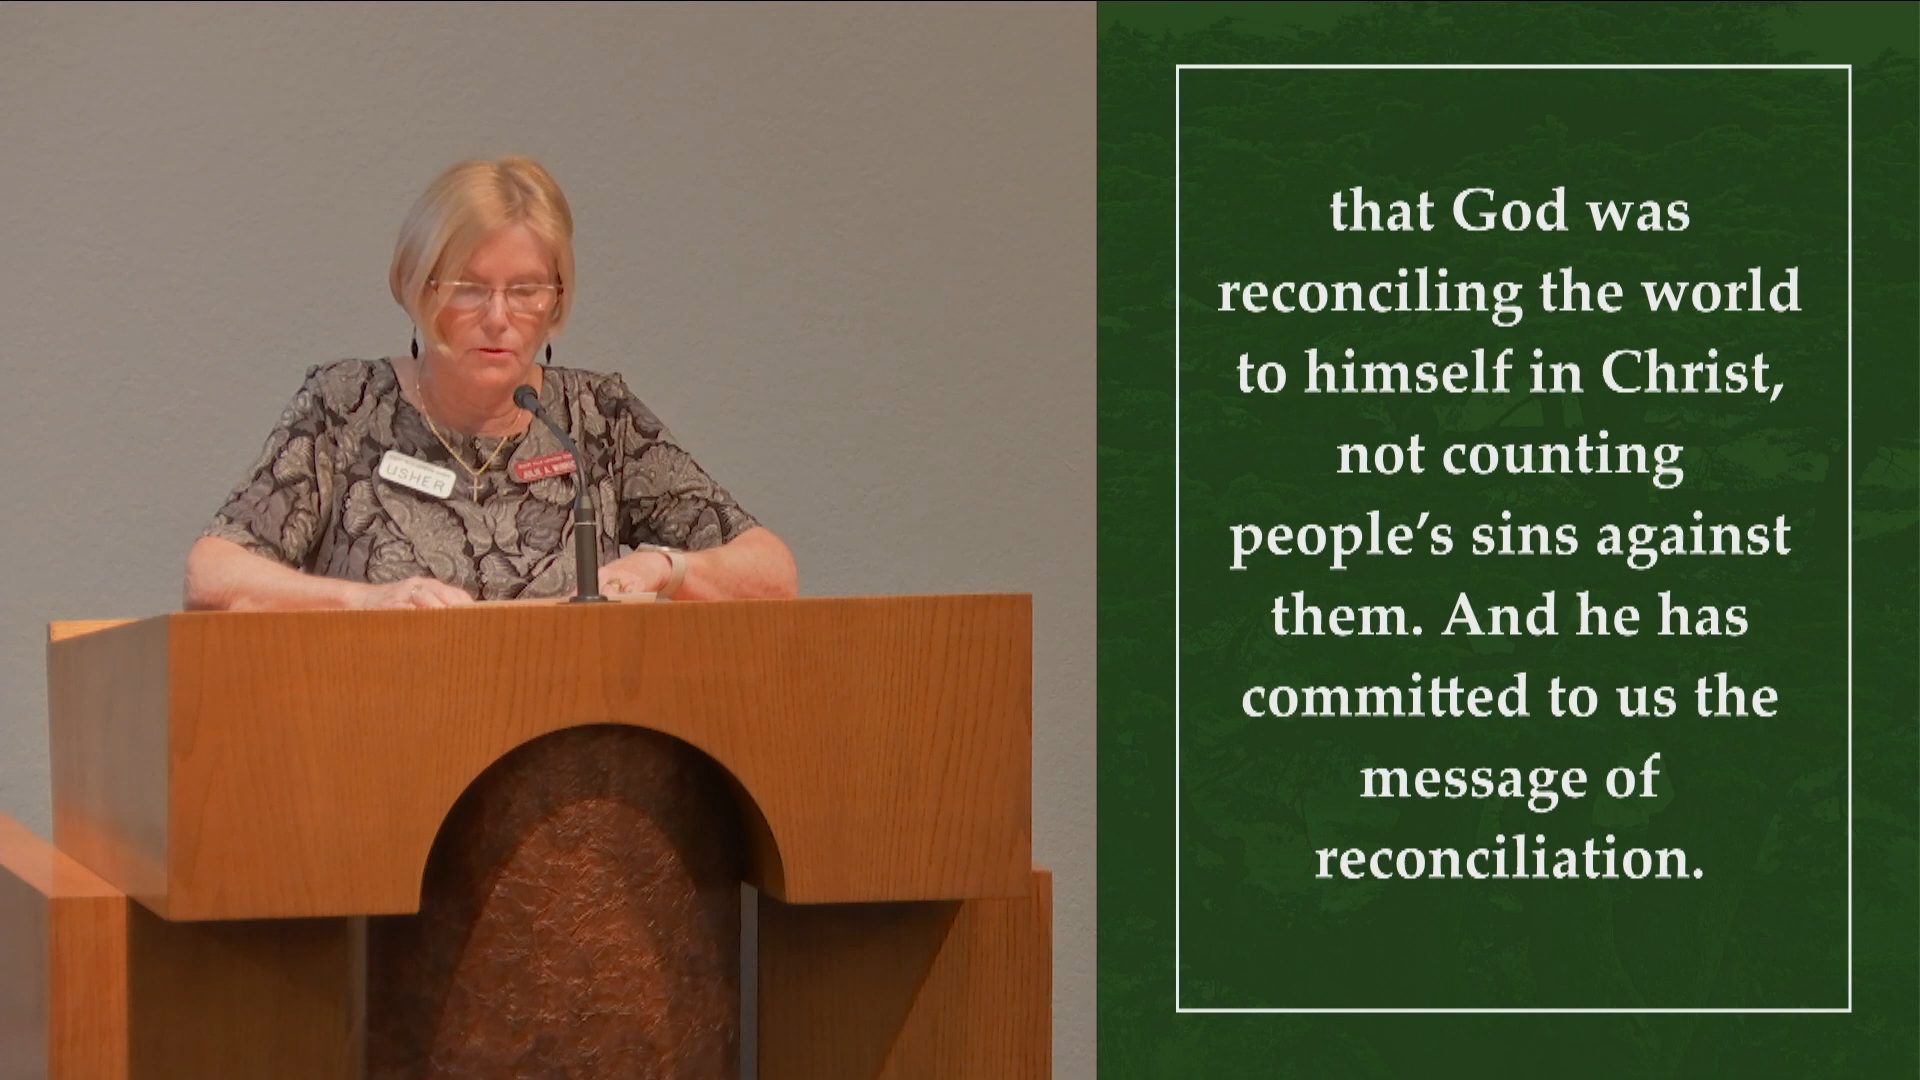 USHER
that God was
reconciling the world
to himself in Christ,
not counting
people’s sins against
them. And he has
committed to us the
message of
reconciliation.